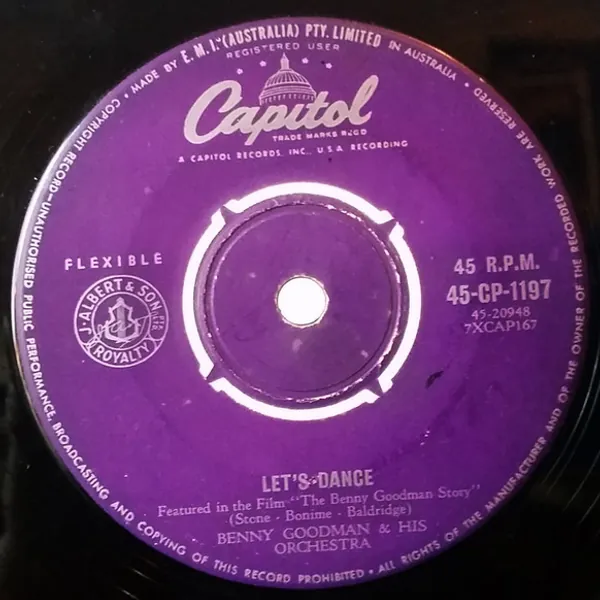 • MADE BY E.M.I. (AUSTRALIA) PTY. LIMITED IN AUSTRALIA •
REGISTERED USER
Capitol
TRADE MARKS REGD
A CAPITOL RECORDS, INC., U.S.A. RECORDING
FLEXIBLE
J. ALBERT & SON
ROYALTY
45 R.P.M.
45-CP-1197
45-20948
7XCAP167
LET'S DANCE
Featured in the Film "The Benny Goodman Story"
(Stone - Bonime - Baldridge)
BENNY GOODMAN & HIS
ORCHESTRA
COPYRIGHT RECORD—UNAUTHORISED PUBLIC PERFORMANCE, BROADCASTING AND COPYING OF THIS RECORD PROHIBITED • ALL RIGHTS OF THE MANUFACTURER AND OF THE OWNER OF THE RECORDED WORK ARE RESERVED